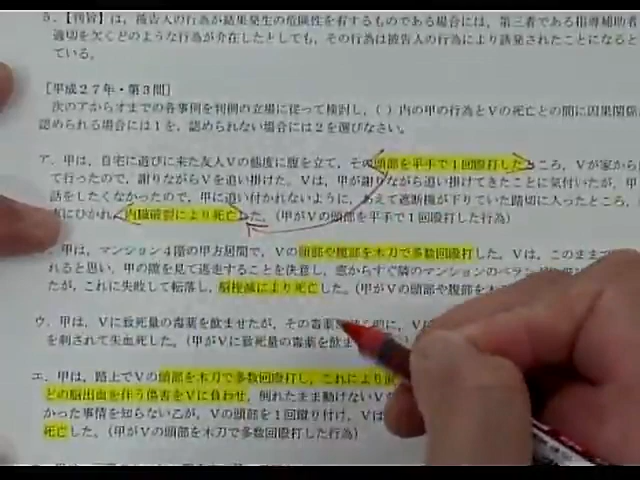 5.【判旨】は，被告人の行為が結果発生の危険性を有するものである場合には，第三者である指導補助者
適切を欠くどのような行為が介在したとしても，その行為は被告人の行為により誘発されたことになると
ている。
［平成27年・第3問］
次のアからオまでの各事例を判例の立場に従って検討し，（ ）内の甲の行為とVの死亡との間に因果関係
認められる場合には1を，認められない場合には2を選びなさい。
ア．甲は，自宅に遊びに来た友人Vの態度に腹を立て，その頭部を平手で1回殴打したところ，Vが家から
て行ったので，謝りながらVを追い掛けた。Vは，甲が謝りながら追い掛けてきたことに気付いたが，甲
話をしたくなかったので，甲に追い付かれないように，あえて遮断機が下りていた踏切に入ったところ，
にひかれ，内臓破裂により死亡した。（甲がVの頭部を平手で1回殴打した行為）
甲は，マンション4階の甲方居間で，Vの頭部や腹部を木刀で多数回殴打した。Vは，このまま
れると思い，甲の隙を見て逃走することを決意し，窓からすぐ隣のマンションのベラン
たが，これに失敗して転落し，脳挫滅により死亡した。（甲がVの頭部や腹部を木
ウ．甲は，Vに致死量の毒薬を飲ませたが，その毒薬 前に，V
を刺されて失血死した。（甲がVに致死量の毒薬を飲ま
エ．甲は，路上でVの頭部を木刀で多数回殴打し，これにより
どの脳出血を伴う傷害をVに負わせ，倒れたまま動けないV
かった事情を知らない乙が，Vの頭部を1回蹴り付け，Vは
死亡した。（甲がVの頭部を木刀で多数回殴打した行為）